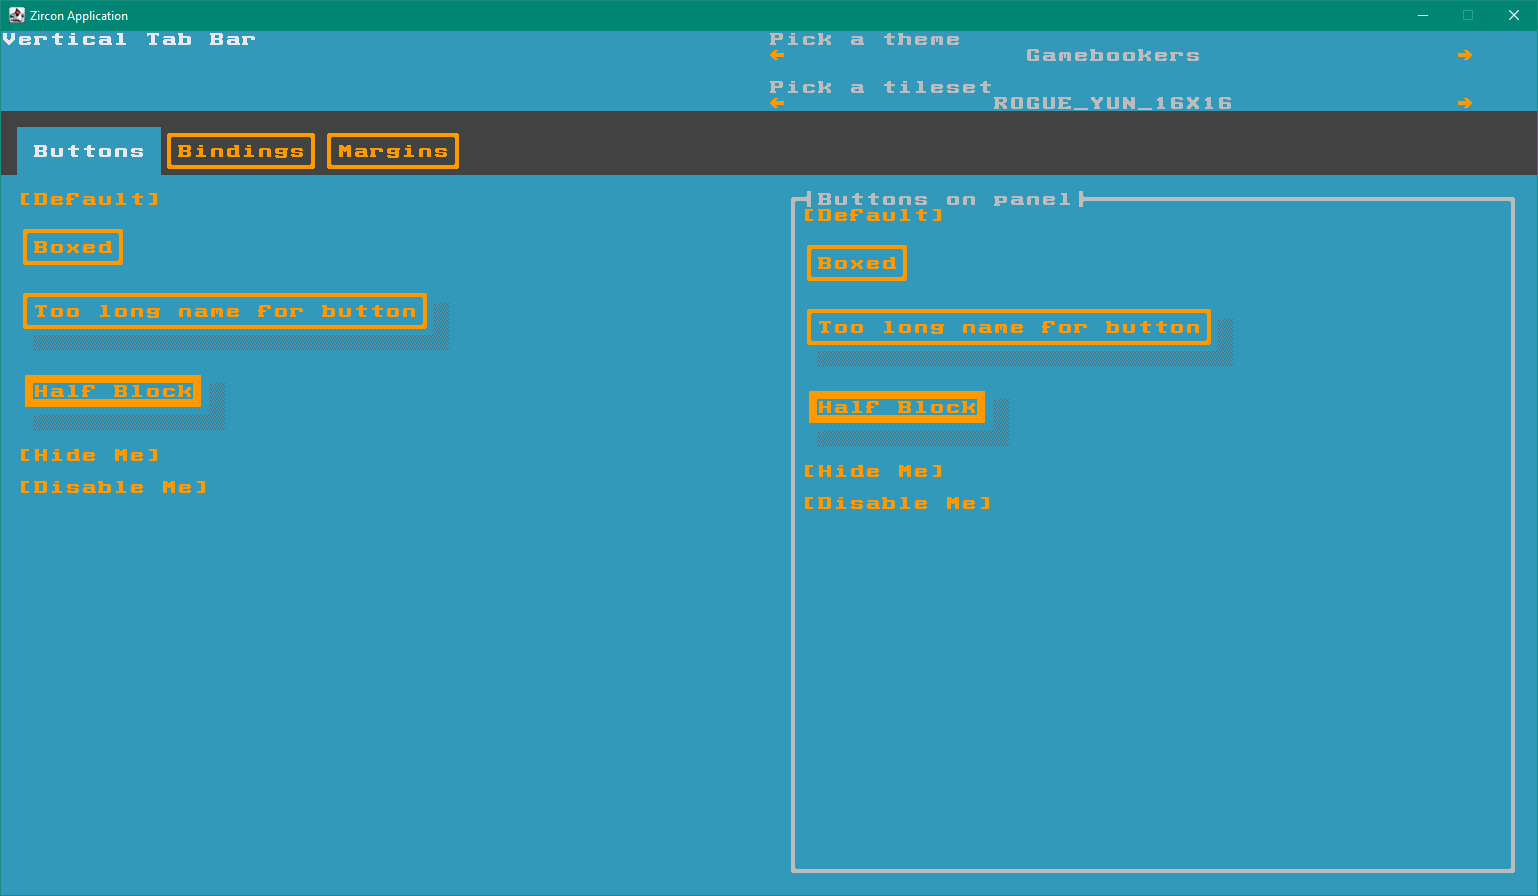 Zircon Application
Vertical Tab Bar
Pick a theme
Gamebookers
Pick a tileset
ROGUE_YUN_16X16
Buttons
Bindings
Margins
[Default]
Boxed
Too long name for button
Half Block
[Hide Me]
[Disable Me]
Buttons on panel
[Default]
Boxed
Too long name for button
Half Block
[Hide Me]
[Disable Me]